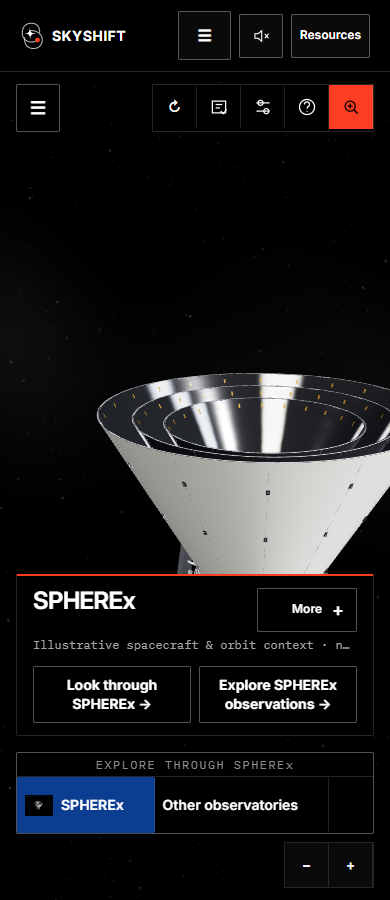 SKYSHIFT
Resources
SPHEREx
More +
Illustrative spacecraft & orbit context · n…
Look through
SPHEREx →
Explore SPHEREx
observations →
EXPLORE THROUGH SPHEREx
SPHEREx
Other observatories
− +